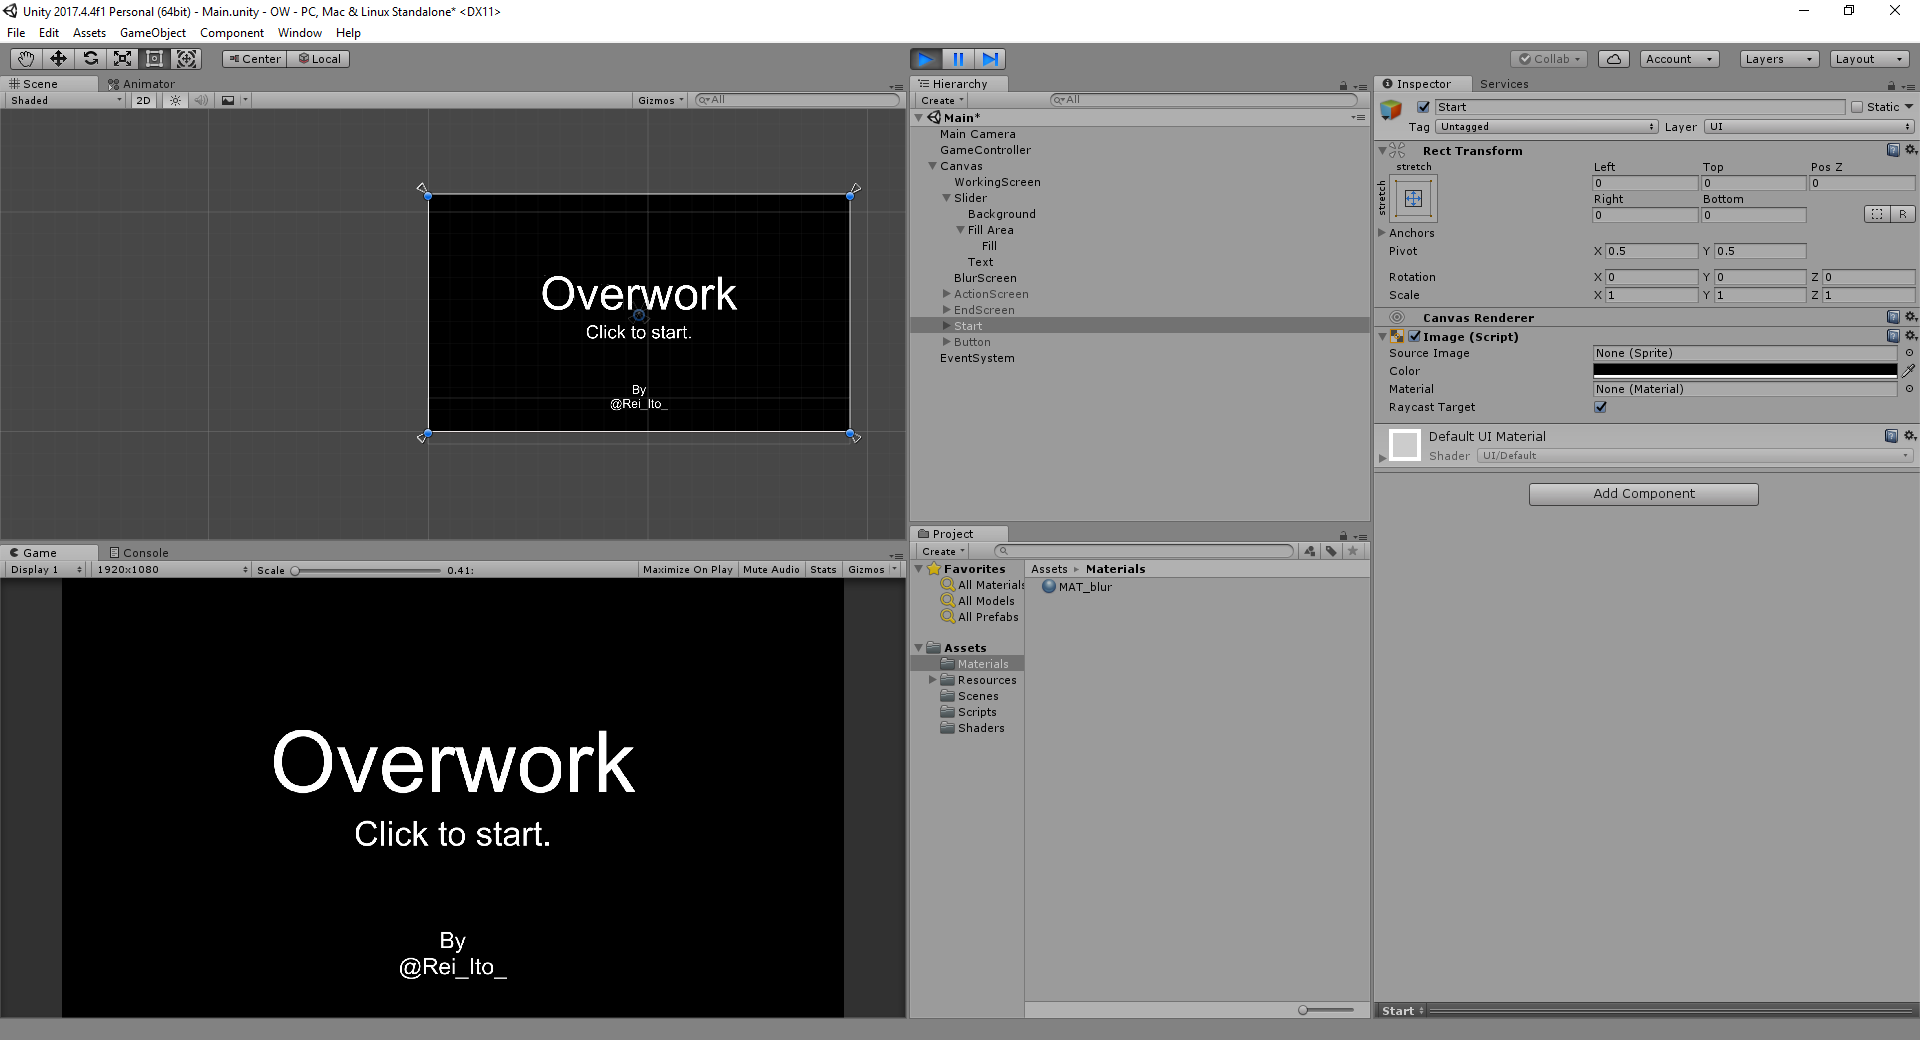 Unity 2017.4.4f1 Personal (64bit) - Main.unity - OW - PC, Mac & Linux Standalone* <DX11>
File Edit Assets GameObject Component Window Help
Center Local
Collab Account Layers Layout
Scene Animator
Shaded 2D Gizmos All
Overwork
Click to start.
By
@Rei_Ito_
Game Console
Display 1 1920x1080 Scale 0.41: Maximize On Play Mute Audio Stats Gizmos
Overwork
Click to start.
By
@Rei_Ito_
Hierarchy
Create All
Main*
Main Camera
GameController
Canvas
WorkingScreen
Slider
Background
Fill Area
Fill
Text
BlurScreen
ActionScreen
EndScreen
Start
Button
EventSystem
Project
Create
Favorites
All Materials
All Models
All Prefabs
Assets
Materials
Resources
Scenes
Scripts
Shaders
Assets Materials
MAT_blur
Inspector Services
Start Static
Tag Untagged Layer UI
Rect Transform
stretch
stretch
Left Top Pos Z
0 0 0
Right Bottom
0 0 R
Anchors
Pivot X 0.5 Y 0.5
Rotation X 0 Y 0 Z 0
Scale X 1 Y 1 Z 1
Canvas Renderer
Image (Script)
Source Image None (Sprite)
Color
Material None (Material)
Raycast Target
Default UI Material
Shader UI/Default
Add Component
Start